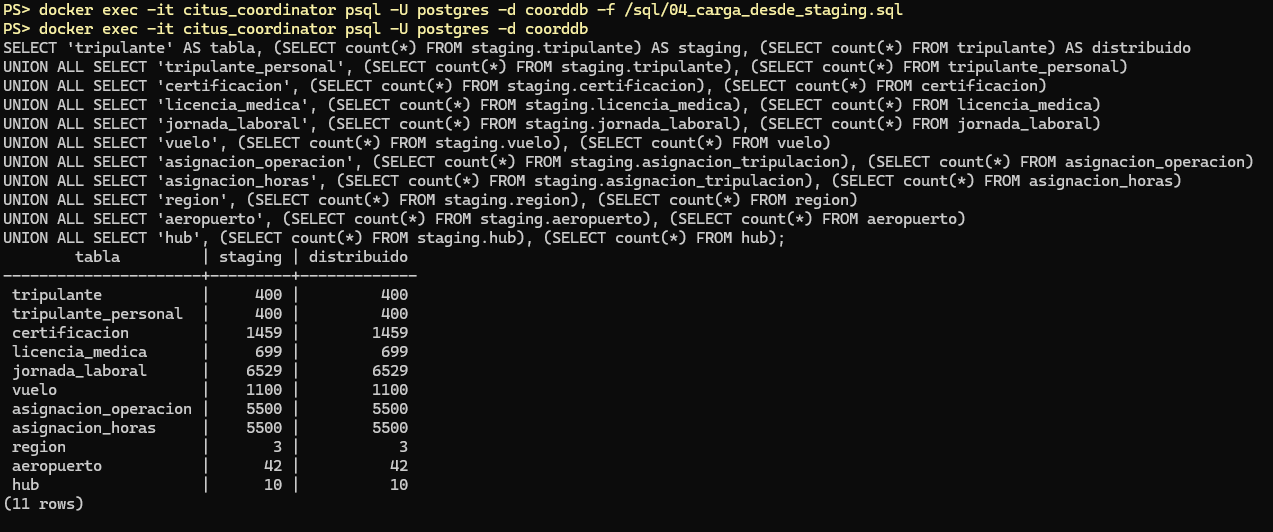 PS> docker exec -it citus_coordinator psql -U postgres -d coorddb -f /sql/04_carga_desde_staging.sql
PS> docker exec -it citus_coordinator psql -U postgres -d coorddb
SELECT 'tripulante' AS tabla, (SELECT count(*) FROM staging.tripulante) AS staging, (SELECT count(*) FROM tripulante) AS distribuido
UNION ALL SELECT 'tripulante_personal', (SELECT count(*) FROM staging.tripulante), (SELECT count(*) FROM tripulante_personal)
UNION ALL SELECT 'certificacion', (SELECT count(*) FROM staging.certificacion), (SELECT count(*) FROM certificacion)
UNION ALL SELECT 'licencia_medica', (SELECT count(*) FROM staging.licencia_medica), (SELECT count(*) FROM licencia_medica)
UNION ALL SELECT 'jornada_laboral', (SELECT count(*) FROM staging.jornada_laboral), (SELECT count(*) FROM jornada_laboral)
UNION ALL SELECT 'vuelo', (SELECT count(*) FROM staging.vuelo), (SELECT count(*) FROM vuelo)
UNION ALL SELECT 'asignacion_operacion', (SELECT count(*) FROM staging.asignacion_tripulacion), (SELECT count(*) FROM asignacion_operacion)
UNION ALL SELECT 'asignacion_horas', (SELECT count(*) FROM staging.asignacion_tripulacion), (SELECT count(*) FROM asignacion_horas)
UNION ALL SELECT 'region', (SELECT count(*) FROM staging.region), (SELECT count(*) FROM region)
UNION ALL SELECT 'aeropuerto', (SELECT count(*) FROM staging.aeropuerto), (SELECT count(*) FROM aeropuerto)
UNION ALL SELECT 'hub', (SELECT count(*) FROM staging.hub), (SELECT count(*) FROM hub);
        tabla         | staging | distribuido
----------------------+---------+-------------
 tripulante           |     400 |         400
 tripulante_personal  |     400 |         400
 certificacion        |    1459 |        1459
 licencia_medica      |     699 |         699
 jornada_laboral      |    6529 |        6529
 vuelo                |    1100 |        1100
 asignacion_operacion |    5500 |        5500
 asignacion_horas     |    5500 |        5500
 region               |       3 |           3
 aeropuerto           |      42 |          42
 hub                  |      10 |          10
(11 rows)